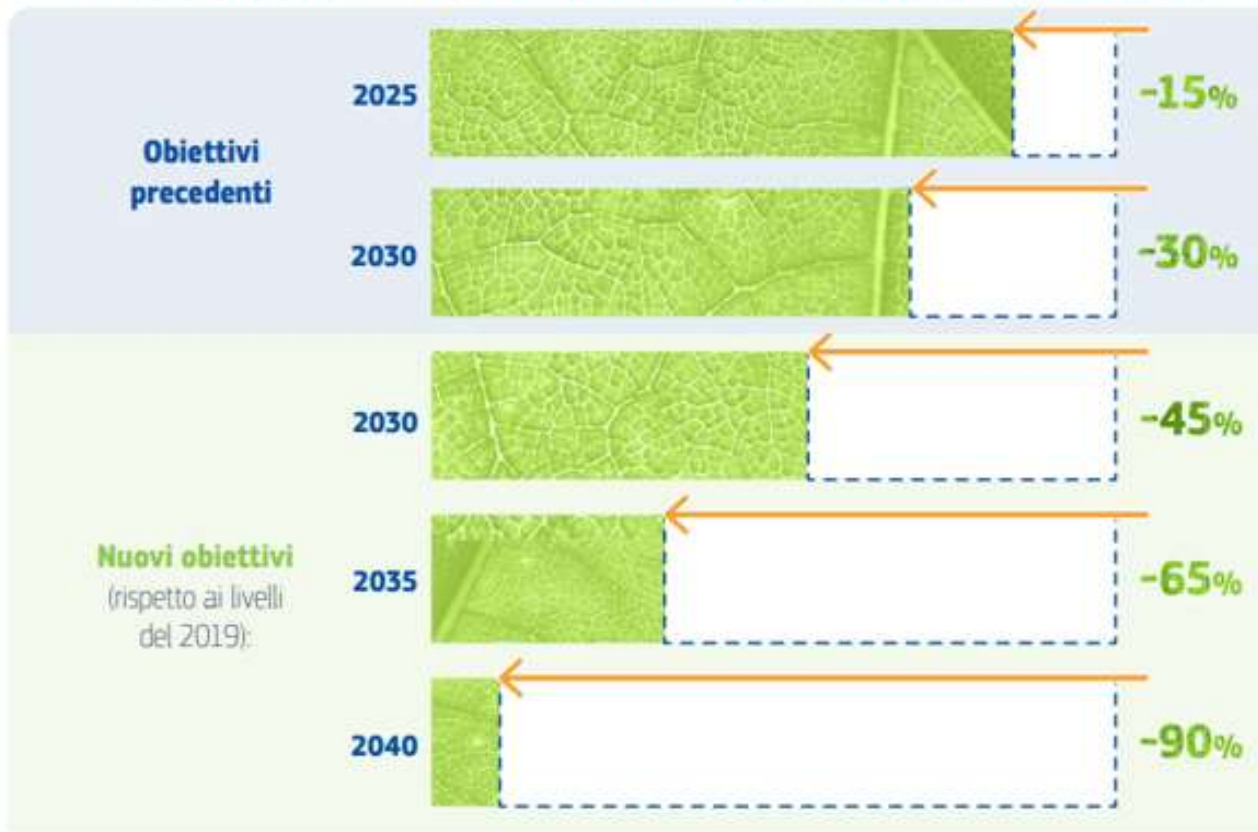 2025
-15%
Obiettivi
precedenti
2030
-30%
2030
-45%
Nuovi obiettivi
(rispetto ai livelli
del 2019):
2035
-65%
2040
-90%